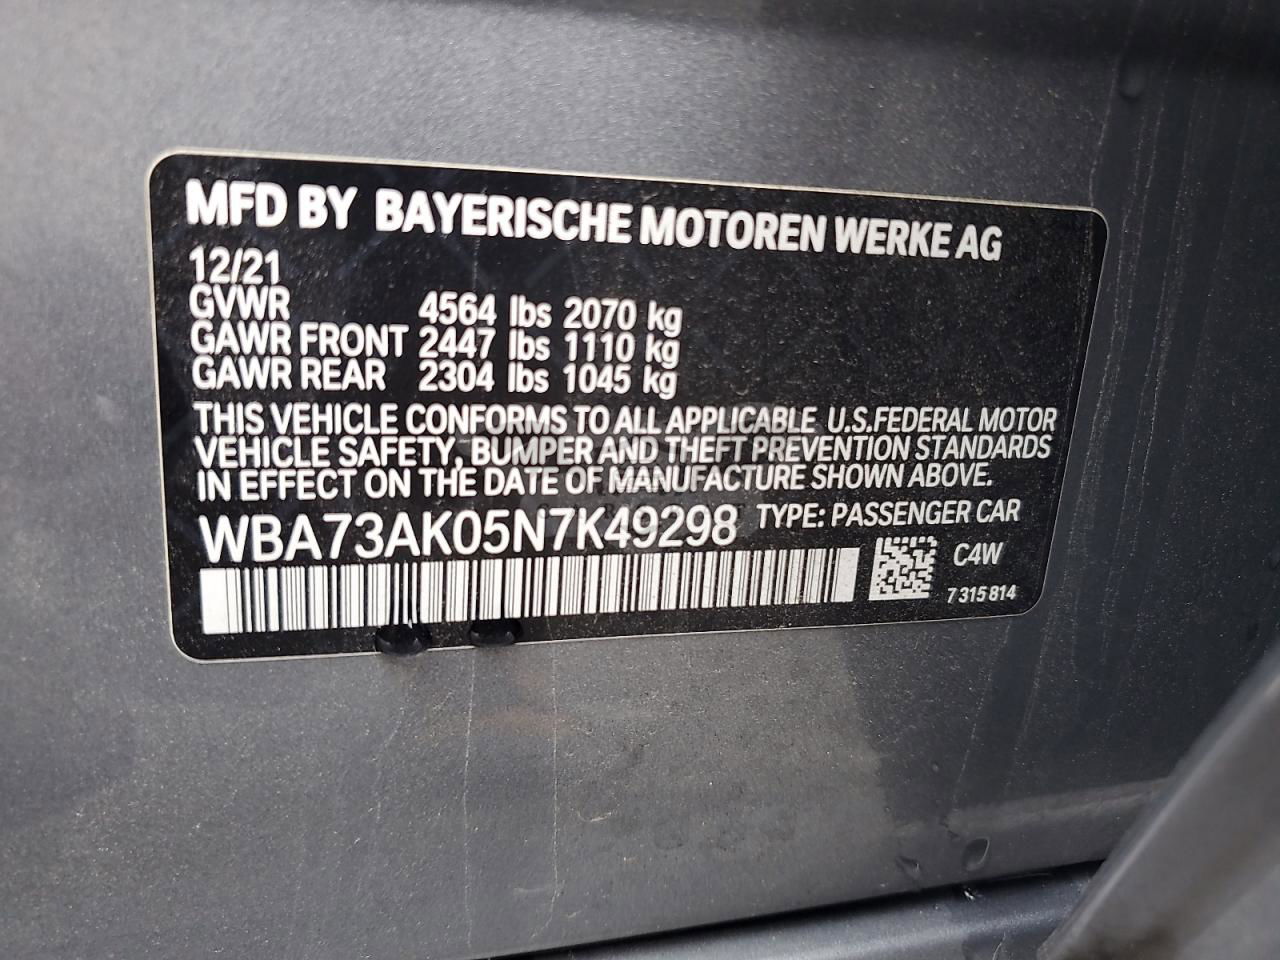 MFD BY BAYERISCHE MOTOREN WERKE AG
12/21
GVWR 4564 lbs 2070 kg
GAWR FRONT 2447 lbs 1110 kg
GAWR REAR 2304 lbs 1045 kg
THIS VEHICLE CONFORMS TO ALL APPLICABLE U.S.FEDERAL MOTOR
VEHICLE SAFETY, BUMPER AND THEFT PREVENTION STANDARDS
IN EFFECT ON THE DATE OF MANUFACTURE SHOWN ABOVE.
WBA73AK05N7K49298 TYPE: PASSENGER CAR
C4W
7 315 814